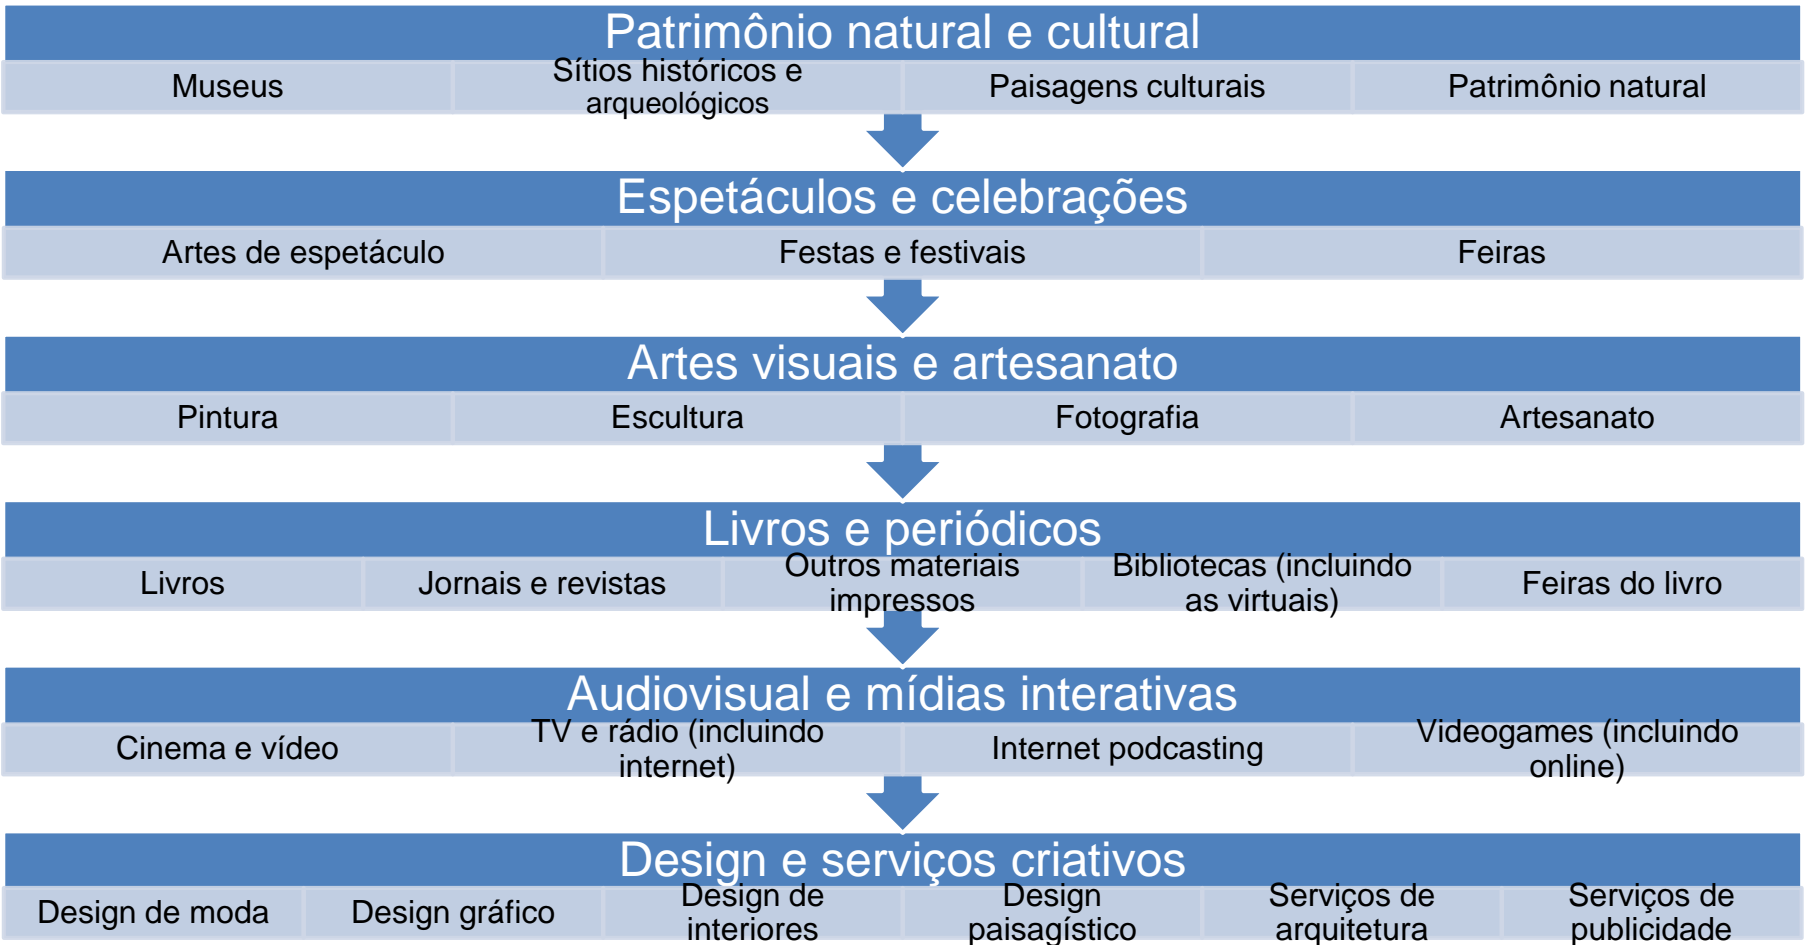 Patrimônio natural e cultural
Museus
Sítios históricos e
arqueológicos
Paisagens culturais
Patrimônio natural
Espetáculos e celebrações
Artes de espetáculo
Festas e festivais
Feiras
Artes visuais e artesanato
Pintura
Escultura
Fotografia
Artesanato
Livros e periódicos
Livros
Jornais e revistas
Outros materiais
impressos
Bibliotecas (incluindo
as virtuais)
Feiras do livro
Audiovisual e mídias interativas
Cinema e vídeo
TV e rádio (incluindo
internet)
Internet podcasting
Videogames (incluindo
online)
Design e serviços criativos
Design de moda
Design gráfico
Design de
interiores
Design
paisagístico
Serviços de
arquitetura
Serviços de
publicidade